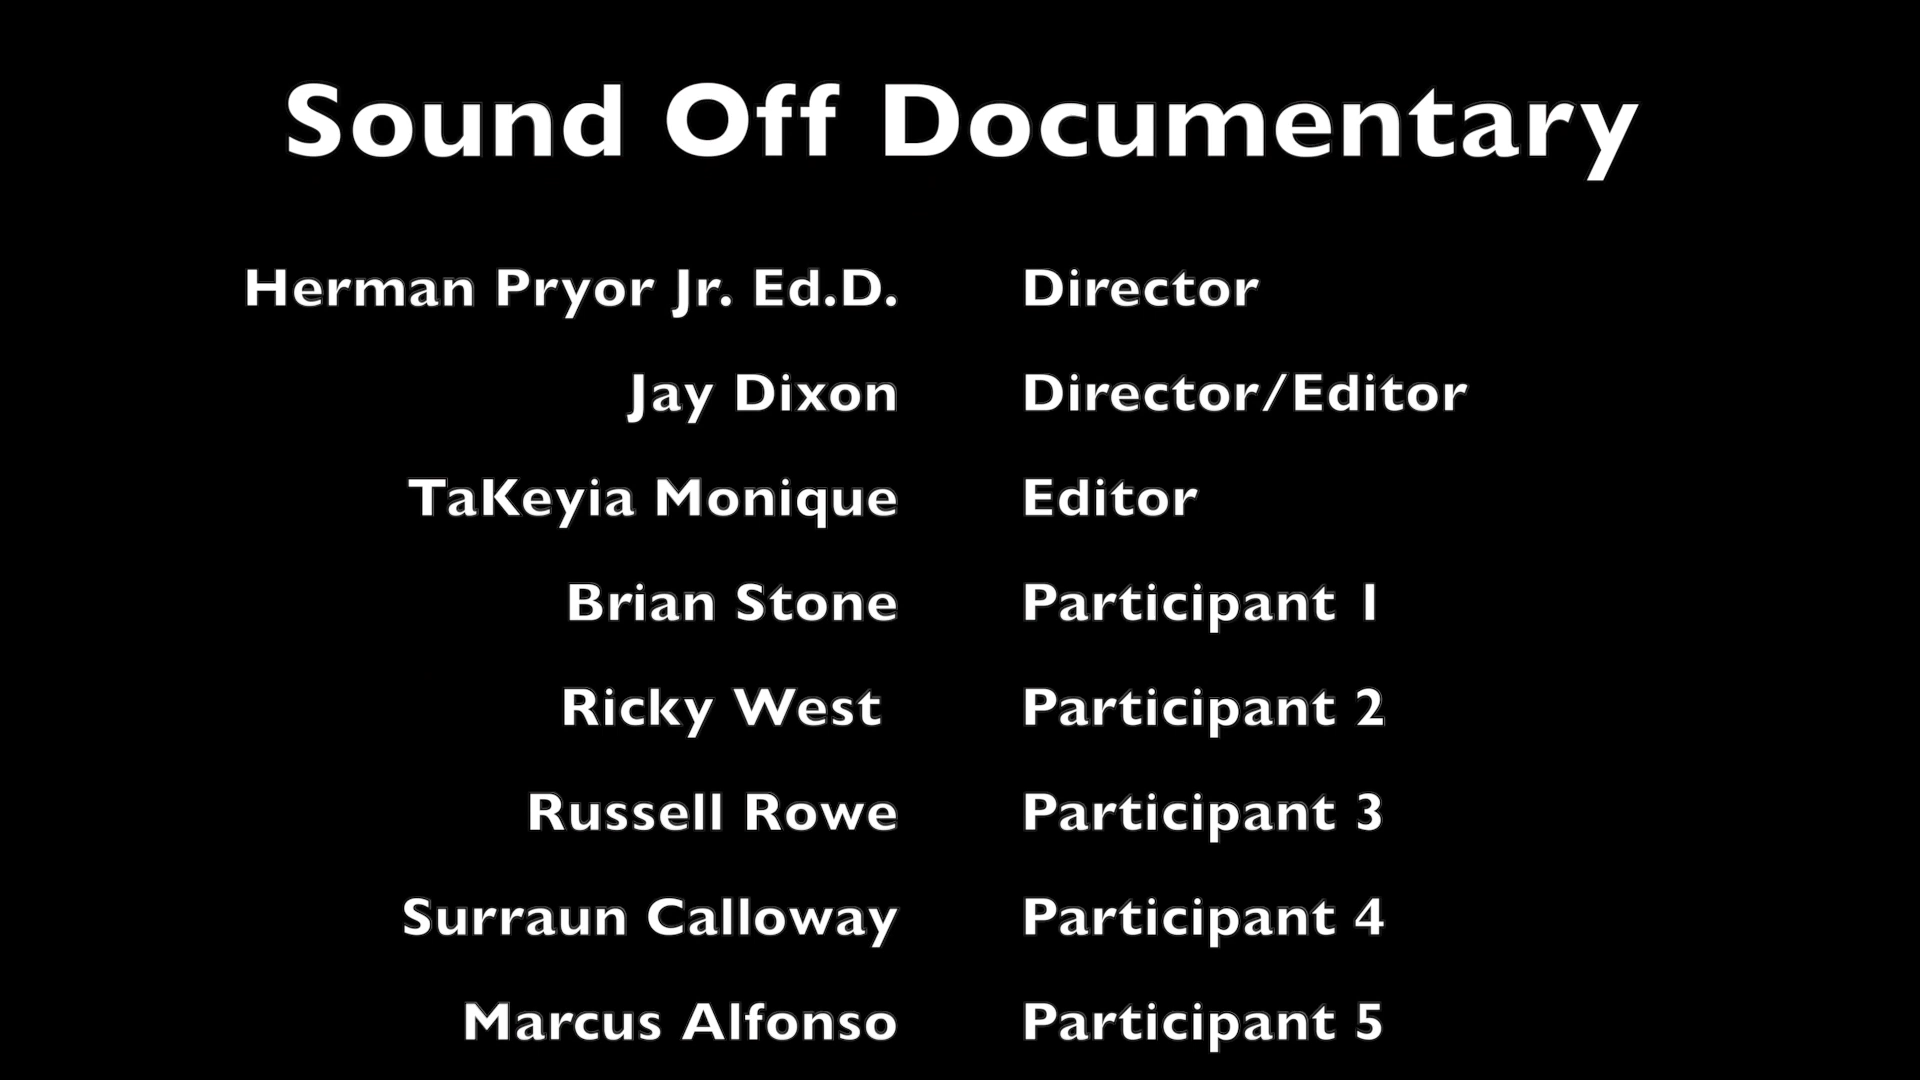 Sound Off Documentary
Herman Pryor Jr. Ed.D. Director
Jay Dixon Director/Editor
TaKeyia Monique Editor
Brian Stone Participant 1
Ricky West Participant 2
Russell Rowe Participant 3
Surraun Calloway Participant 4
Marcus Alfonso Participant 5